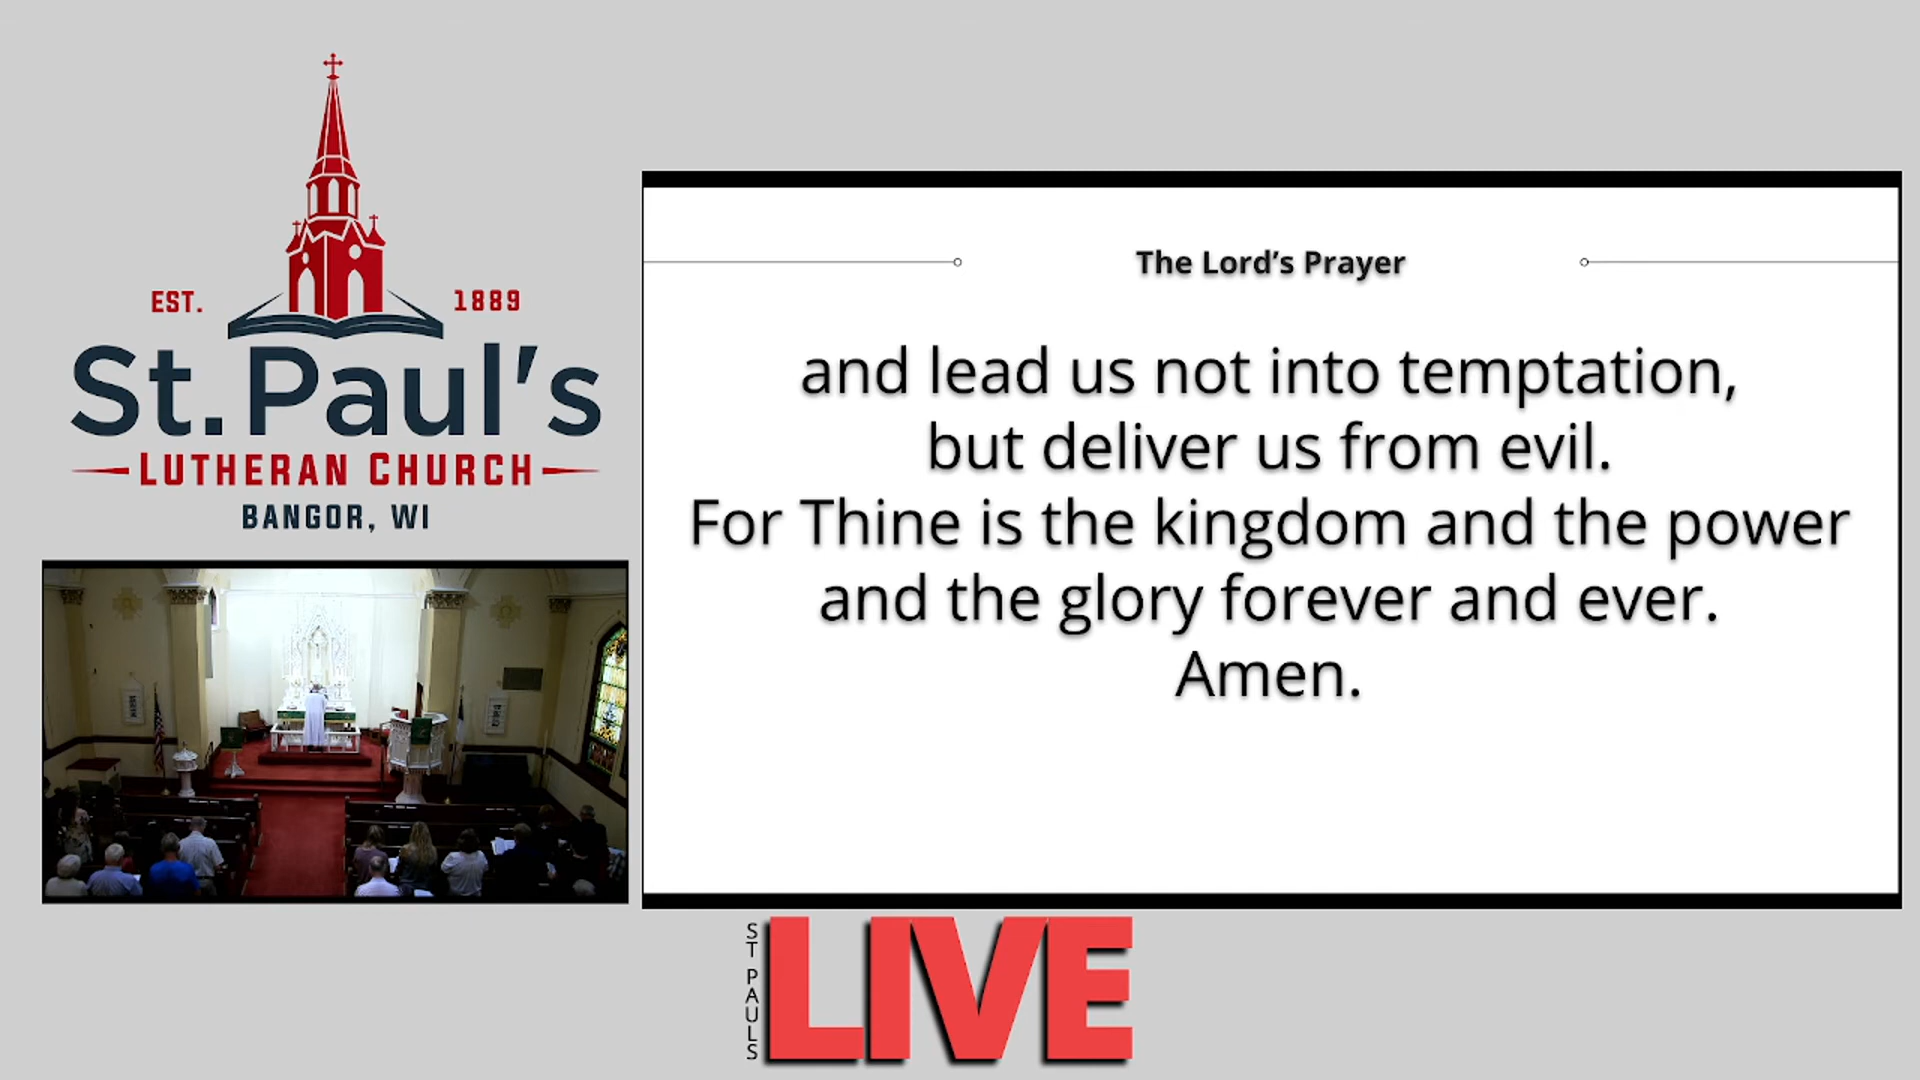 EST. 1889
St. Paul's
LUTHERAN CHURCH
BANGOR, WI
The Lord's Prayer
and lead us not into temptation,
but deliver us from evil.
For Thine is the kingdom and the power
and the glory forever and ever.
Amen.
ST PAULS
LIVE